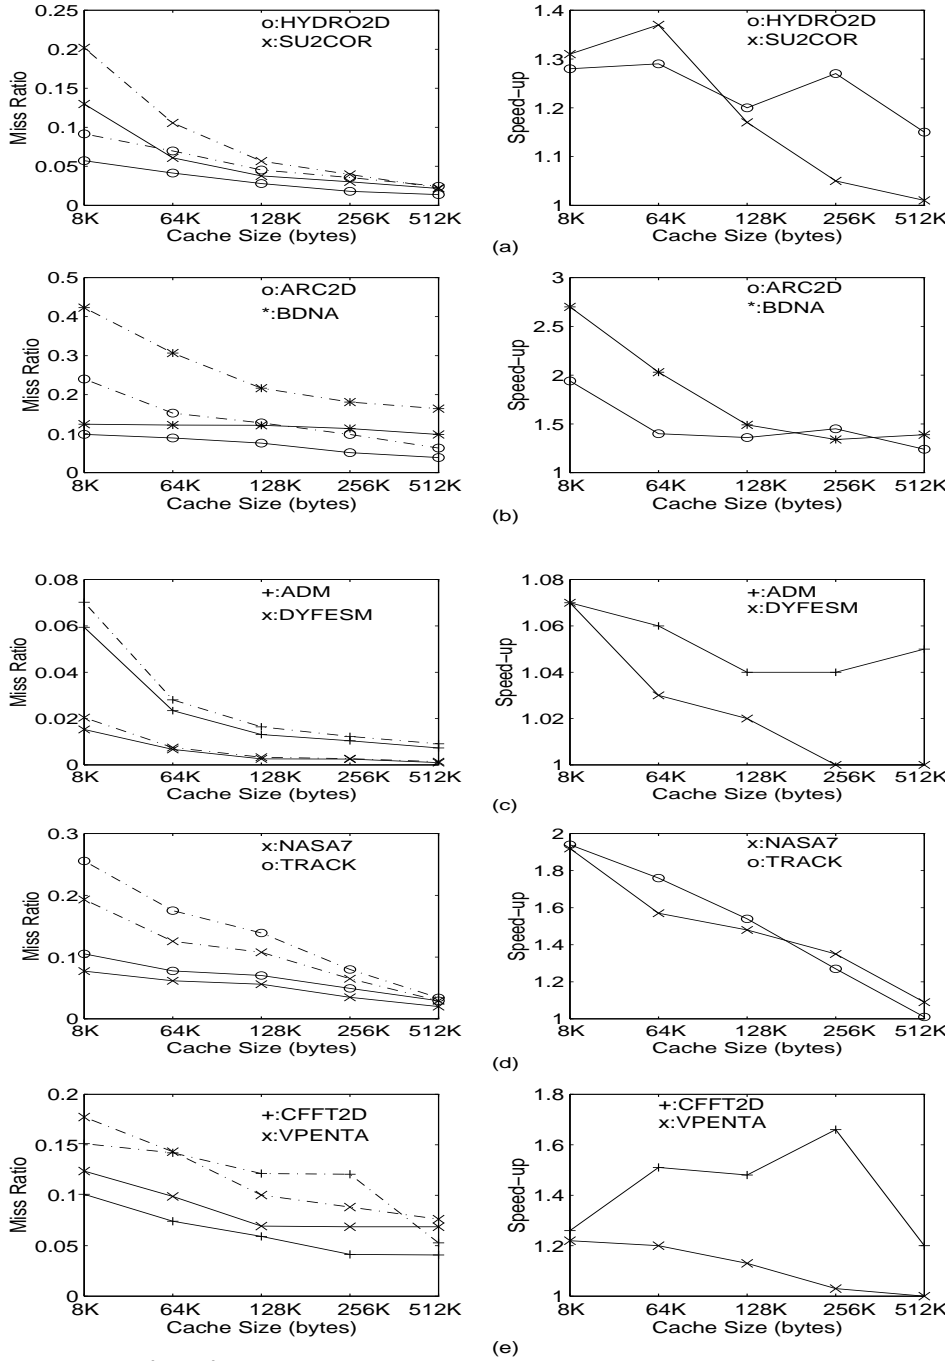 0.25
0.2
0.15
0.1
0.05
0
Miss Ratio
o:HYDRO2D
x:SU2COR
8K 64K 128K 256K 512K
Cache Size (bytes)
1.4
1.3
1.2
1.1
1
Speed-up
o:HYDRO2D
x:SU2COR
8K 64K 128K 256K 512K
Cache Size (bytes)
(a)
0.5
0.4
0.3
0.2
0.1
0
Miss Ratio
o:ARC2D
*:BDNA
8K 64K 128K 256K 512K
Cache Size (bytes)
3
2.5
2
1.5
1
Speed-up
o:ARC2D
*:BDNA
8K 64K 128K 256K 512K
Cache Size (bytes)
(b)
0.08
0.06
0.04
0.02
0
Miss Ratio
+:ADM
x:DYFESM
8K 64K 128K 256K 512K
Cache Size (bytes)
1.08
1.06
1.04
1.02
1
Speed-up
+:ADM
x:DYFESM
8K 64K 128K 256K 512K
Cache Size (bytes)
(c)
0.3
0.2
0.1
0
Miss Ratio
x:NASA7
o:TRACK
8K 64K 128K 256K 512K
Cache Size (bytes)
2
1.8
1.6
1.4
1.2
1
Speed-up
x:NASA7
o:TRACK
8K 64K 128K 256K 512K
Cache Size (bytes)
(d)
0.2
0.15
0.1
0.05
0
Miss Ratio
+:CFFT2D
x:VPENTA
8K 64K 128K 256K 512K
Cache Size (bytes)
1.8
1.6
1.4
1.2
1
Speed-up
+:CFFT2D
x:VPENTA
8K 64K 128K 256K 512K
Cache Size (bytes)
(e)